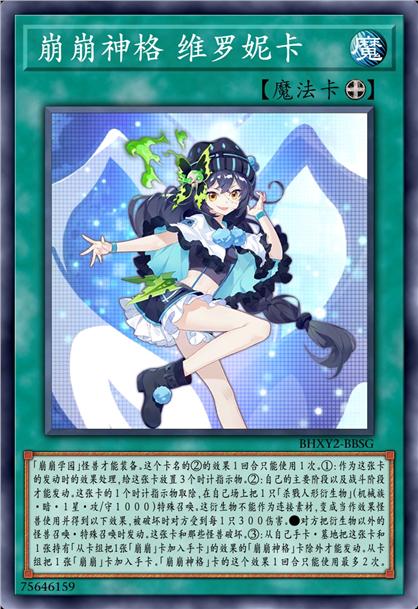 崩崩神格 维罗妮卡
魔
【魔法卡】
BHXY2-BBSG
「崩崩学园」怪兽才能装备。这个卡名的②的效果1回合只能使用1次。①：作为这张卡
的发动时的效果处理，给这张卡放置3个时计指示物。②：自己的主要阶段以及战斗阶段
才能发动。这张卡的1个时计指示物取除，在自己场上把1只「杀戮人形衍生物」(机械族
・暗・1星・攻/守1000)特殊召唤。这衍生物不能作为连接素材，变成当作效果怪
兽使用并得到以下效果，被破坏时对方受到每1只300伤害。●对方把衍生物以外的
怪兽召唤・特殊召唤时发动。这张卡和那些怪兽破坏。③：从自己手卡・墓地把这张卡和
1张持有「从卡组把1张「崩崩」卡加入手卡」的效果的「崩崩神格」卡除外才能发动。从卡
组把1张「崩崩」卡加入手卡。「崩崩神格」卡的这个效果1回合只能使用最多2次。
75646159